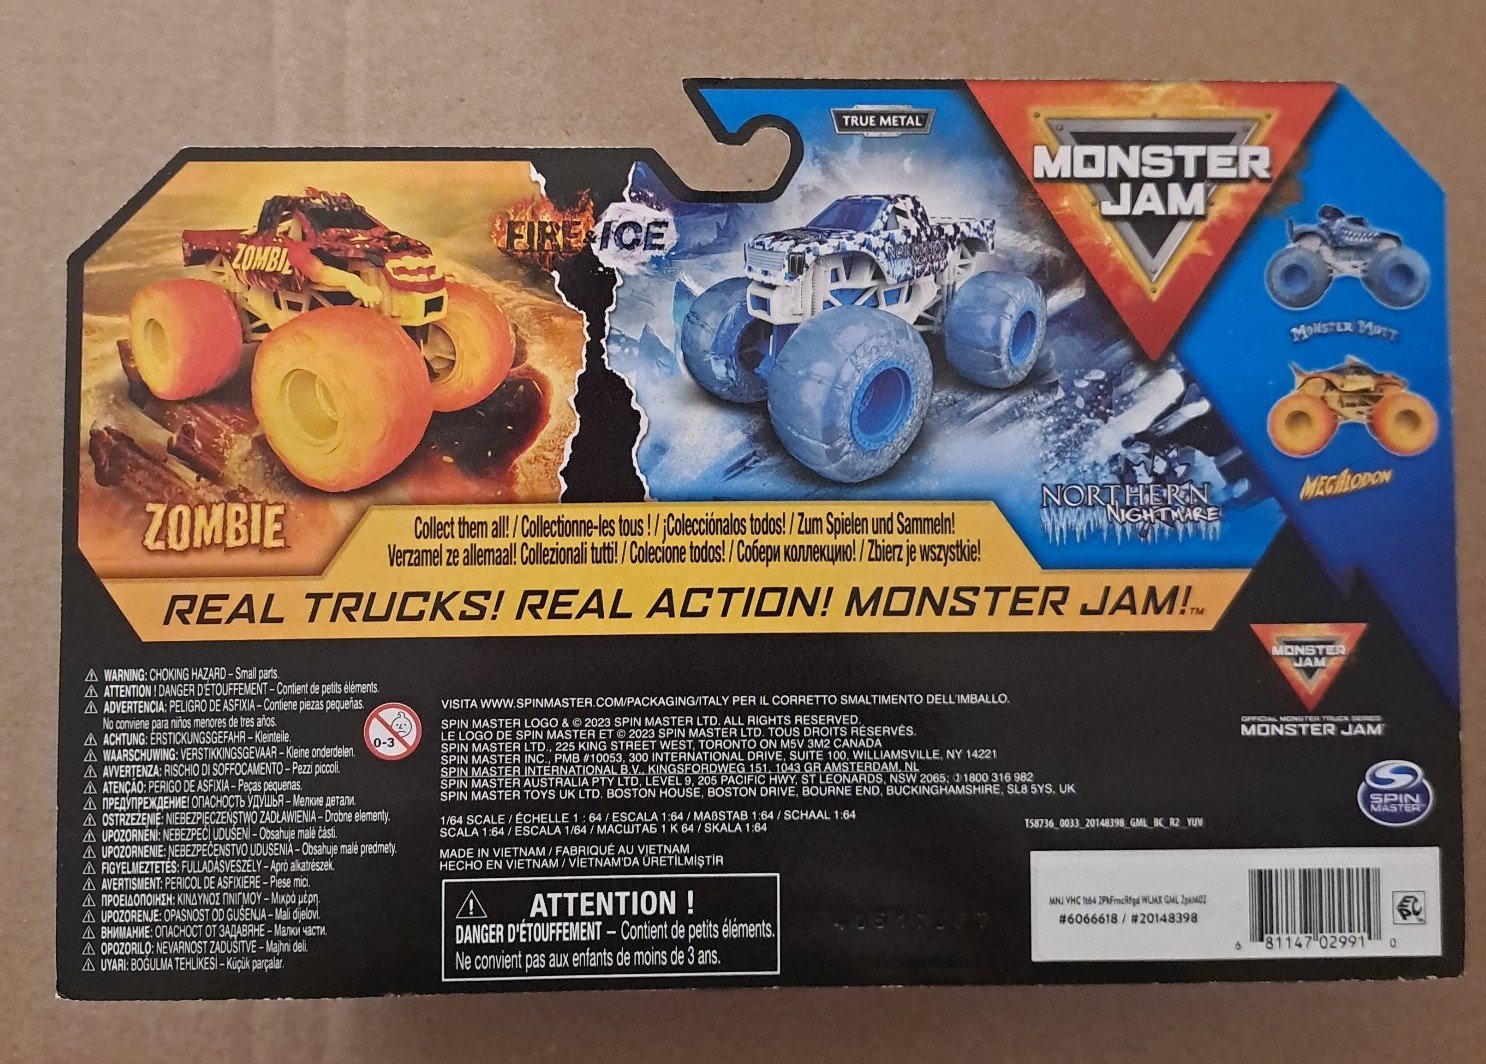 TRUE METAL
MONSTER
JAM
FIRE & ICE
ZOMBIE
ZOMBIE
NORTHERN
NIGHTMARE
MONSTER MUTT
MEGALODON
Collect them all! / Collectionne-les tous ! / ¡Colecciónalos todos! / Zum Spielen und Sammeln!
Verzamel ze allemaal! Collezionali tutti! / Colecione todos! / Собери коллекцию! / Zbierz je wszystkie!
REAL TRUCKS! REAL ACTION! MONSTER JAM!™
⚠ WARNING: CHOKING HAZARD – Small parts.
⚠ ATTENTION ! DANGER D'ÉTOUFFEMENT – Contient de petits éléments.
⚠ ADVERTENCIA: PELIGRO DE ASFIXIA – Contiene piezas pequeñas.
No conviene para niños menores de tres años.
⚠ ACHTUNG: ERSTICKUNGSGEFAHR – Kleinteile.
⚠ WAARSCHUWING: VERSTIKKINGSGEVAAR – Kleine onderdelen.
⚠ AVVERTENZA: RISCHIO DI SOFFOCAMENTO – Pezzi piccoli.
⚠ ATENÇÃO: PERIGO DE ASFIXIA – Peças pequenas.
⚠ ПРЕДУПРЕЖДЕНИЕ! ОПАСНОСТЬ УДУШЬЯ – Мелкие детали.
⚠ OSTRZEŻENIE: NIEBEZPIECZEŃSTWO ZADŁAWIENIA – Drobne elementy.
⚠ UPOZORNĚNÍ: NEBEZPEČÍ UDUŠENÍ – Obsahuje malé části.
⚠ UPOZORNENIE: NEBEZPEČENSTVO UDUSENIA – Obsahuje malé predmety.
⚠ FIGYELMEZTETÉS: FULLADÁSVESZÉLY – Apró alkatrészek.
⚠ AVERTISMENT: PERICOL DE ASFIXIERE – Piese mici.
⚠ ΠΡΟΕΙΔΟΠΟΙΗΣΗ: ΚΙΝΔΥΝΟΣ ΠΝΙΓΜΟΥ – Μικρά μέρη.
⚠ UPOZORENJE: OPASNOST OD GUŠENJA – Mali dijelovi.
⚠ ВНИМАНИЕ: ОПАСНОСТ ОТ ЗАДАВЯНЕ – Малки части.
⚠ OPOZORILO: NEVARNOST ZADUŠITVE – Majhni deli.
⚠ UYARI: BOĞULMA TEHLİKESİ – Küçük parçalar.
0-3
VISITA WWW.SPINMASTER.COM/PACKAGING/ITALY PER IL CORRETTO SMALTIMENTO DELL'IMBALLO.
SPIN MASTER LOGO & © 2023 SPIN MASTER LTD. ALL RIGHTS RESERVED.
LE LOGO DE SPIN MASTER ET © 2023 SPIN MASTER LTD. TOUS DROITS RÉSERVÉS.
SPIN MASTER LTD., 225 KING STREET WEST, TORONTO ON M5V 3M2 CANADA
SPIN MASTER INC., PMB #10053, 300 INTERNATIONAL DRIVE, SUITE 100, WILLIAMSVILLE, NY 14221
SPIN MASTER INTERNATIONAL B.V., KINGSFORDWEG 151, 1043 GR AMSTERDAM, NL
SPIN MASTER AUSTRALIA PTY LTD, LEVEL 9, 205 PACIFIC HWY, ST LEONARDS, NSW 2065; 1800 316 982
SPIN MASTER TOYS UK LTD. BOSTON HOUSE, BOSTON DRIVE, BOURNE END, BUCKINGHAMSHIRE, SL8 5YS, UK
1/64 SCALE / ÉCHELLE 1 : 64 / ESCALA 1:64 / MAßSTAB 1:64 / SCHAAL 1:64
SCALA 1:64 / ESCALA 1/64 / МАСШТАБ 1 К 64 / SKALA 1:64
MADE IN VIETNAM / FABRIQUÉ AU VIETNAM
HECHO EN VIETNAM / VİETNAM'DA ÜRETİLMİŞTİR
⚠ ATTENTION !
DANGER D'ÉTOUFFEMENT – Contient de petits éléments.
Ne convient pas aux enfants de moins de 3 ans.
MONSTER
JAM
OFFICIAL MONSTER TRUCK SERIES
MONSTER JAM
SPIN
MASTER
T58736_0033_20148398_GML_BC_R2_YUV
MNJ VHC 1t64 2PkFrncRfgd WLMX GML 2pkM02
#6066618 / #20148398
6 81147 02991 0